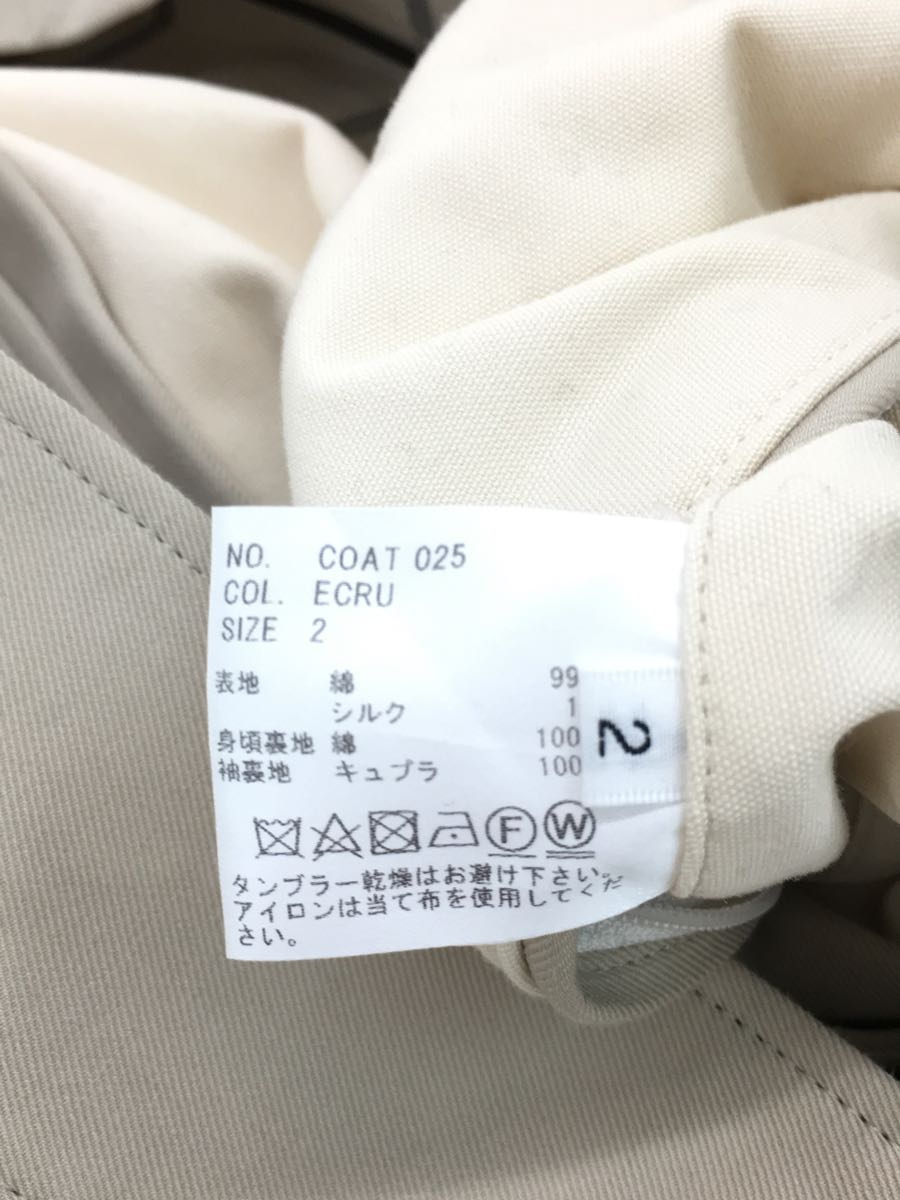 NO. COAT 025
COL. ECRU
SIZE 2
表地 綿 99
シルク 1
身頃裏地 綿 100
袖裏地 キュプラ 100
2
F W
タンブラー乾燥はお避け下さい。
アイロンは当て布を使用してくだ
さい。